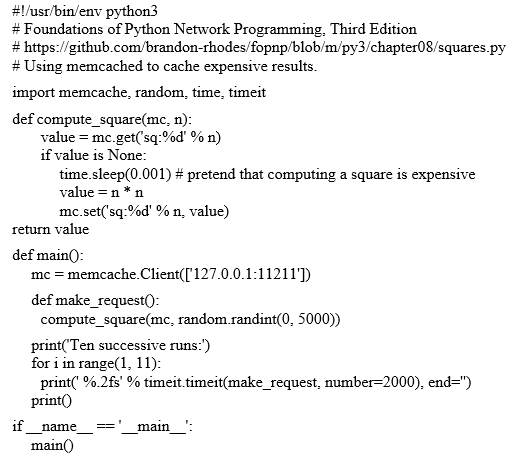 #!/usr/bin/env python3
# Foundations of Python Network Programming, Third Edition
# https://github.com/brandon-rhodes/fopnp/blob/m/py3/chapter08/squares.py
# Using memcached to cache expensive results.
import memcache, random, time, timeit
def compute_square(mc, n):
value = mc.get('sq:%d' % n)
if value is None:
time.sleep(0.001) # pretend that computing a square is expensive
value = n * n
mc.set('sq:%d' % n, value)
return value
def main():
mc = memcache.Client(['127.0.0.1:11211'])
def make_request():
compute_square(mc, random.randint(0, 5000))
print('Ten successive runs:')
for i in range(1, 11):
print(' %.2fs' % timeit.timeit(make_request, number=2000), end='')
print()
if __name__ == '__main__':
main()